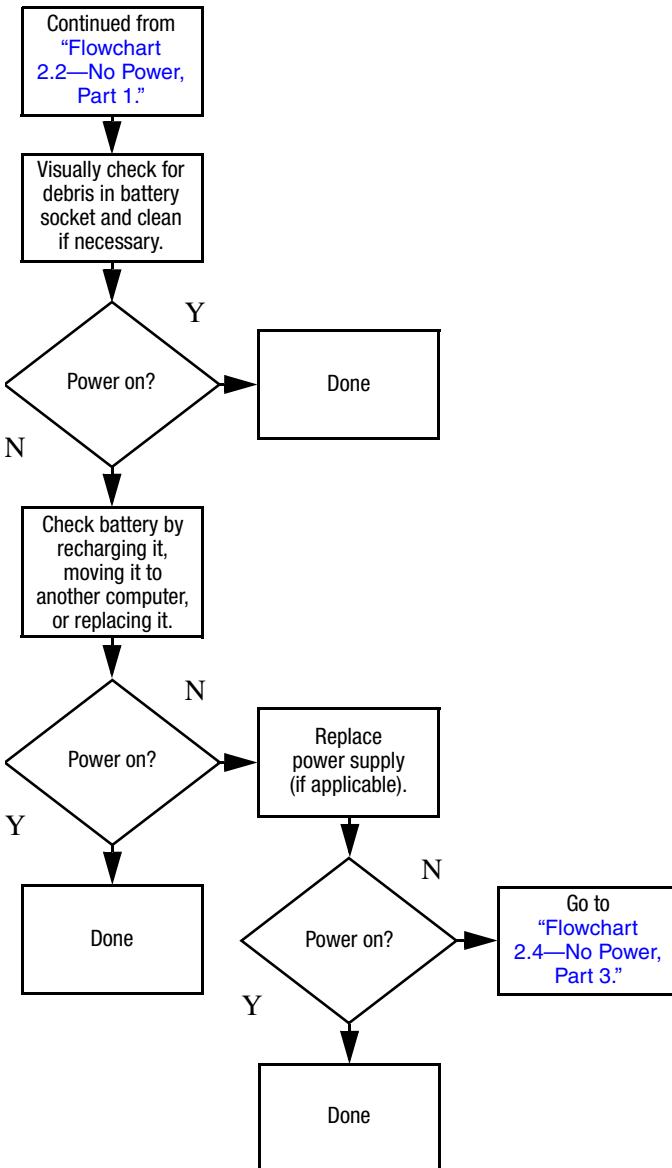 Continued from
“Flowchart
2.2—No Power,
Part 1.”
Visually check for
debris in battery
socket and clean
if necessary.
Y
Power on?
Done
N
Check battery by
recharging it,
moving it to
another computer,
or replacing it.
N
Power on?
Replace
power supply
(if applicable).
Y
Done
N
Power on?
Go to
“Flowchart
2.4—No Power,
Part 3.”
Y
Done